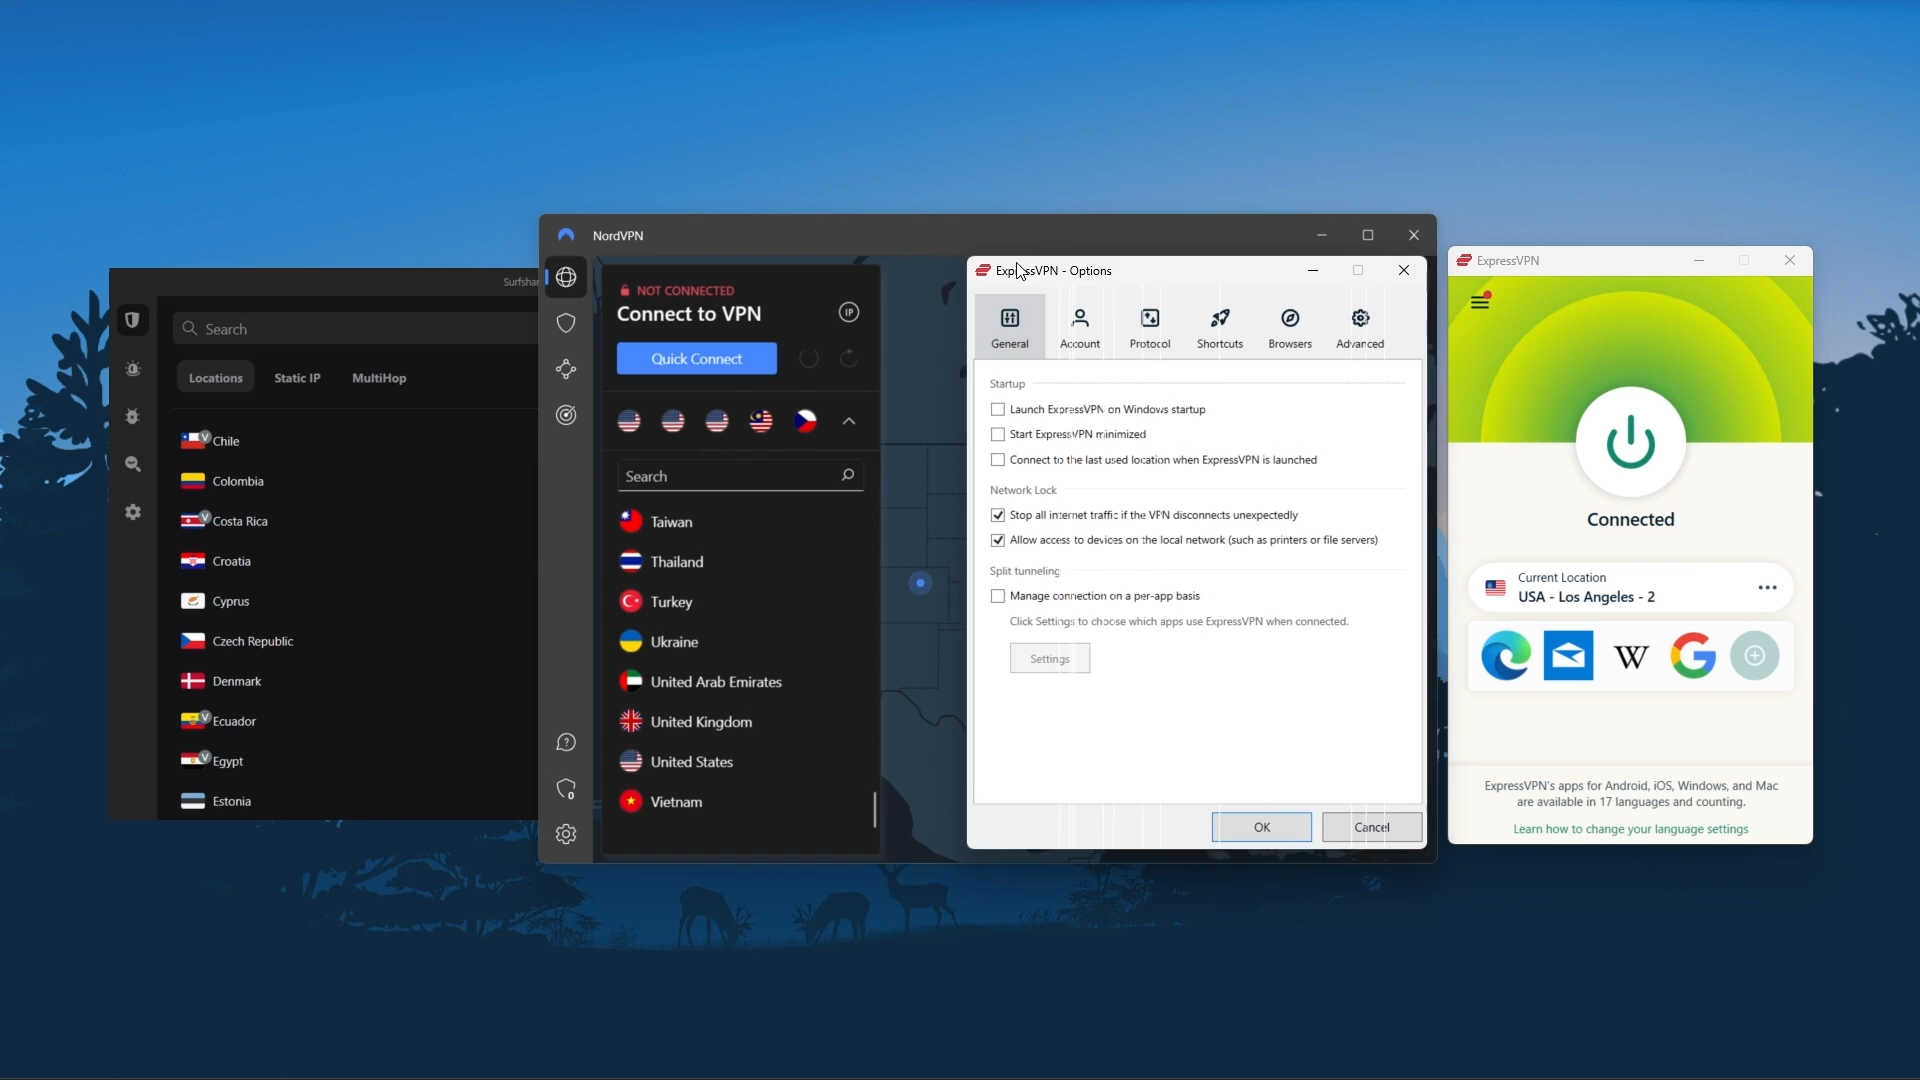 Surfshar
Search
Locations
Static IP
MultiHop
Chile
Colombia
Costa Rica
Croatia
Cyprus
Czech Republic
Denmark
Ecuador
Egypt
Estonia
NordVPN
NOT CONNECTED
Connect to VPN
IP
Quick Connect
Search
Taiwan
Thailand
Turkey
Ukraine
United Arab Emirates
United Kingdom
United States
Vietnam
ExpressVPN - Options
General
Account
Protocol
Shortcuts
Browsers
Advanced
Startup
Launch ExpressVPN on Windows startup
Start ExpressVPN minimized
Connect to the last used location when ExpressVPN is launched
Network Lock
Stop all internet traffic if the VPN disconnects unexpectedly
Allow access to devices on the local network (such as printers or file servers)
Split tunneling
Manage connection on a per-app basis
Click Settings to choose which apps use ExpressVPN when connected.
Settings
OK
Cancel
ExpressVPN
Connected
Current Location
USA - Los Angeles - 2
W
G
ExpressVPN's apps for Android, iOS, Windows, and Mac
are available in 17 languages and counting.
Learn how to change your language settings